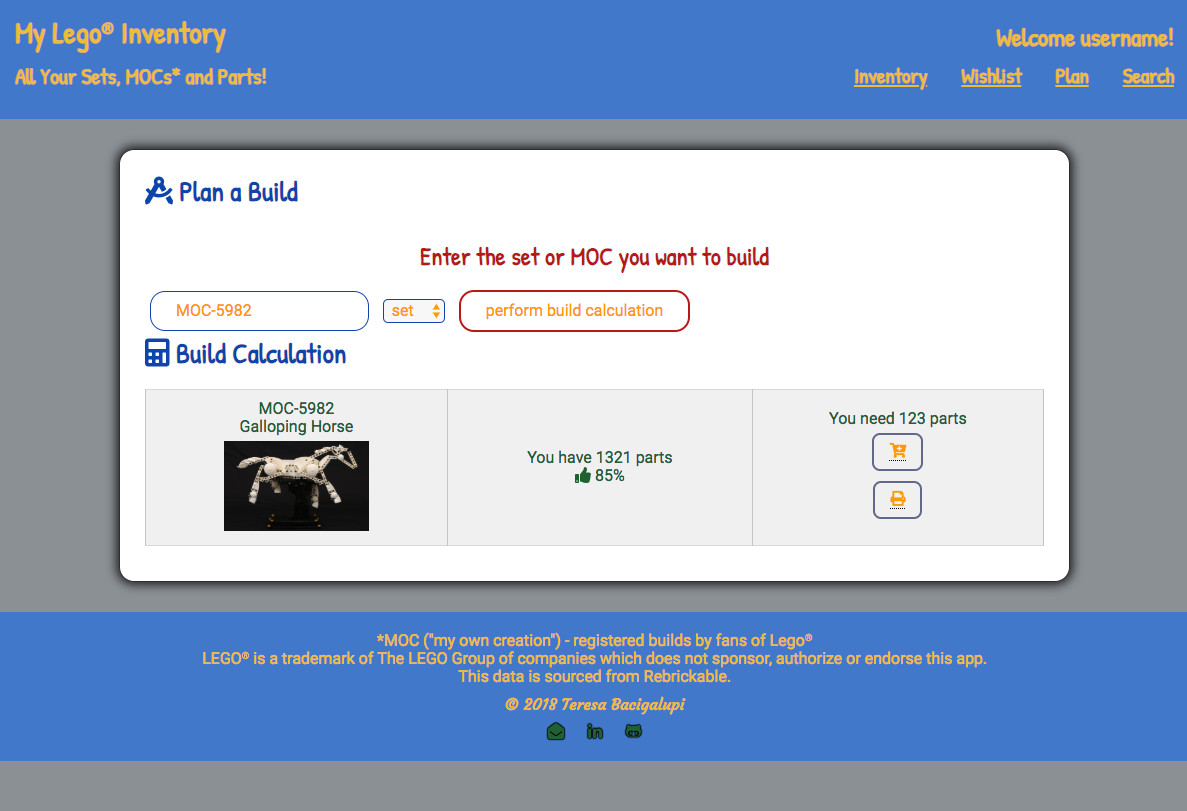 My Lego® Inventory
Welcome username!
All Your Sets, MOCs* and Parts!
Inventory Wishlist Plan Search
Plan a Build
Enter the set or MOC you want to build
MOC-5982 set perform build calculation
Build Calculation
MOC-5982
Galloping Horse
You have 1321 parts
85%
You need 123 parts
*MOC ("my own creation") - registered builds by fans of Lego®
LEGO® is a trademark of The LEGO Group of companies which does not sponsor, authorize or endorse this app.
This data is sourced from Rebrickable.
© 2018 Teresa Bacigalupi
in